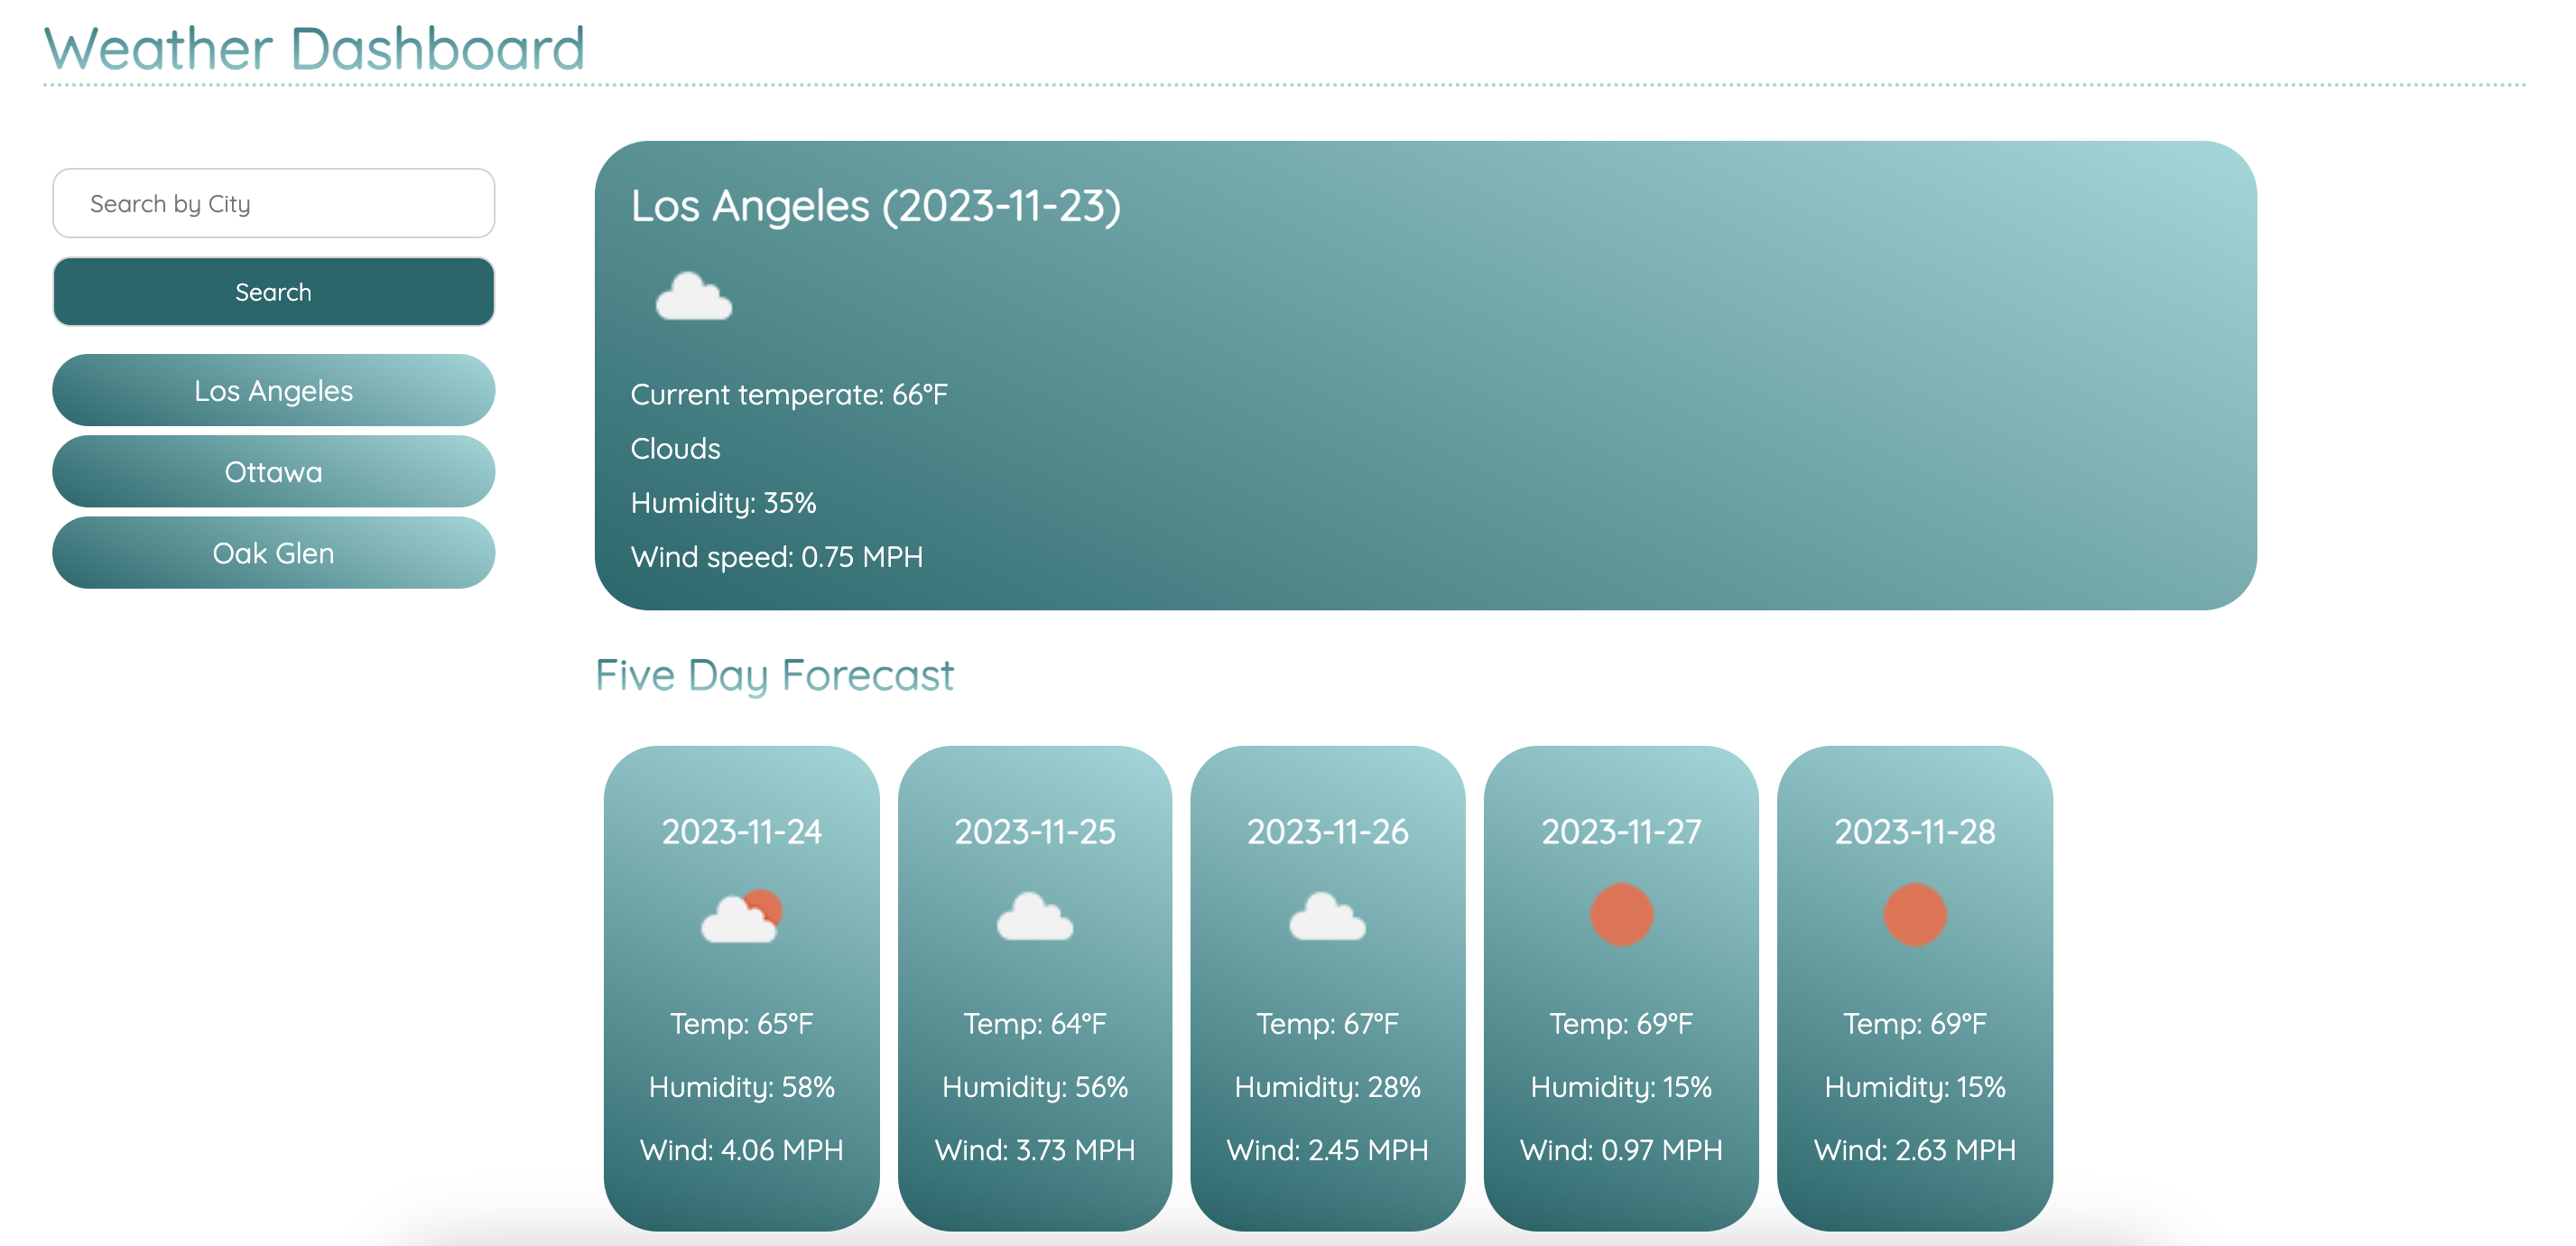 Weather Dashboard
Search by City
Search
Los Angeles
Ottawa
Oak Glen
Los Angeles (2023-11-23)
Current temperate: 66°F
Clouds
Humidity: 35%
Wind speed: 0.75 MPH
Five Day Forecast
2023-11-24
Temp: 65°F
Humidity: 58%
Wind: 4.06 MPH
2023-11-25
Temp: 64°F
Humidity: 56%
Wind: 3.73 MPH
2023-11-26
Temp: 67°F
Humidity: 28%
Wind: 2.45 MPH
2023-11-27
Temp: 69°F
Humidity: 15%
Wind: 0.97 MPH
2023-11-28
Temp: 69°F
Humidity: 15%
Wind: 2.63 MPH